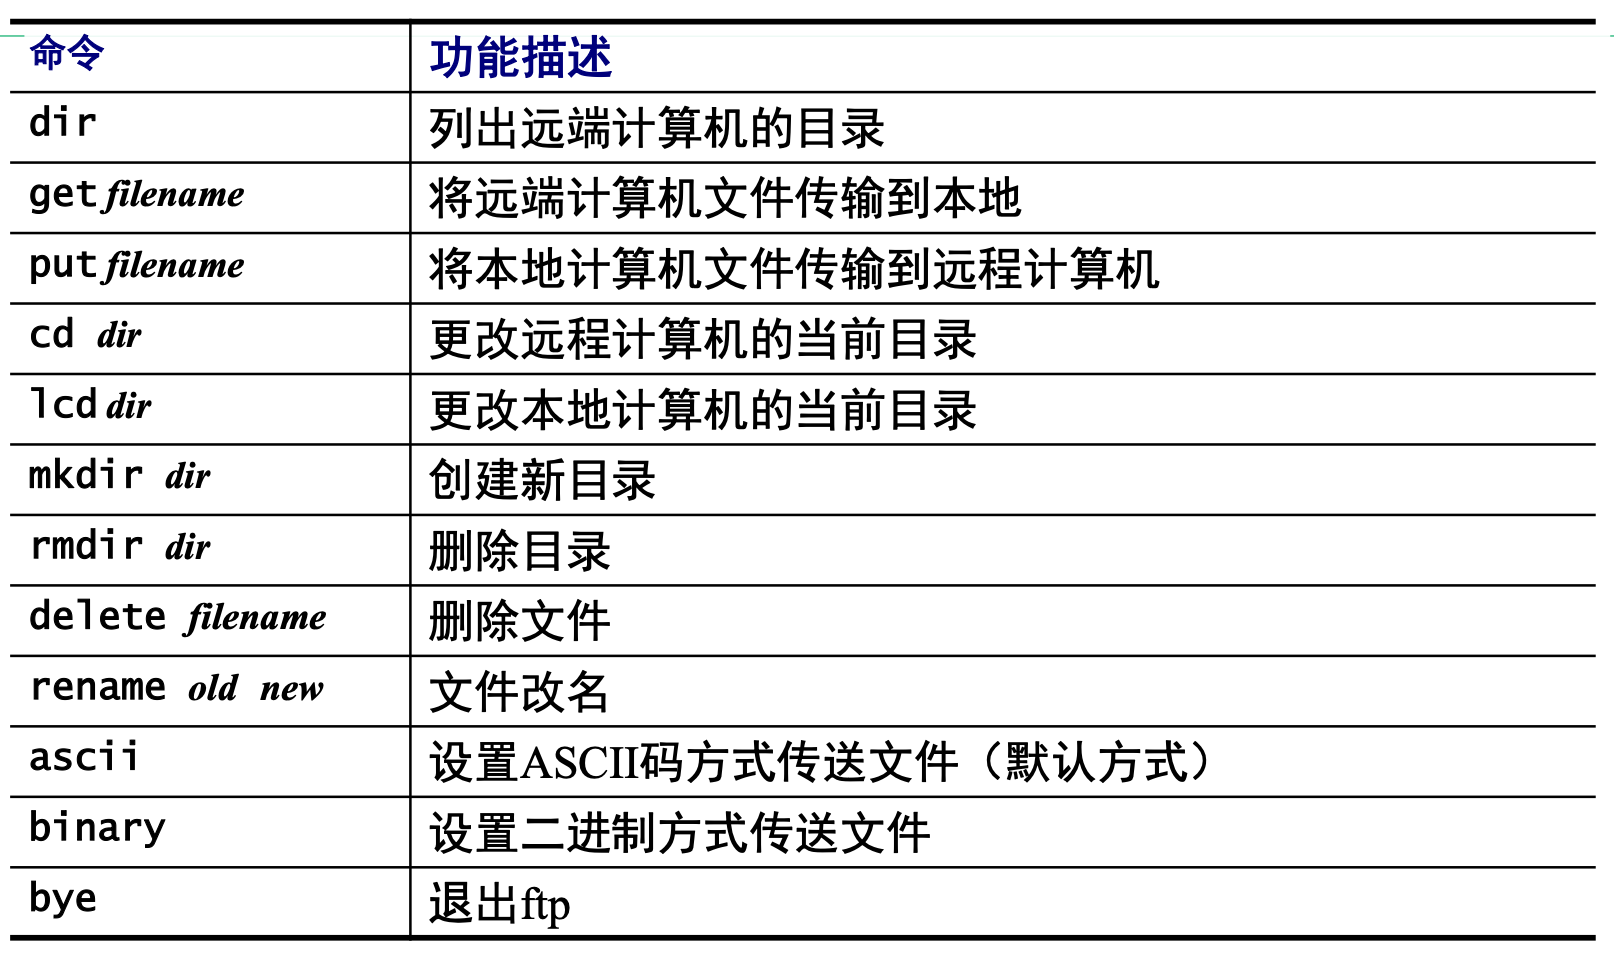 命令 功能描述
dir 列出远端计算机的目录
get filename 将远端计算机文件传输到本地
put filename 将本地计算机文件传输到远程计算机
cd dir 更改远程计算机的当前目录
lcd dir 更改本地计算机的当前目录
mkdir dir 创建新目录
rmdir dir 删除目录
delete filename 删除文件
rename old new 文件改名
ascii 设置ASCII码方式传送文件（默认方式）
binary 设置二进制方式传送文件
bye 退出ftp